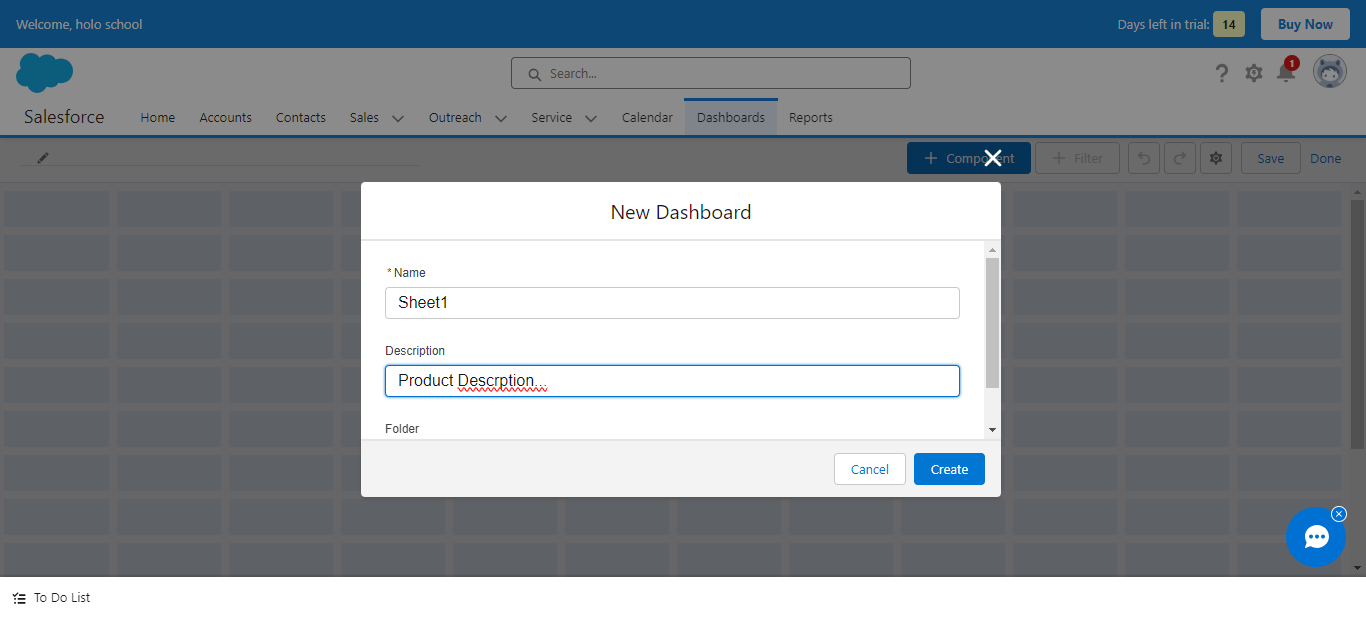 Welcome, holo school
Days left in trial: 14 Buy Now
Search...
1
Salesforce Home Accounts Contacts Sales Outreach Service Calendar Dashboards Reports
+ Component + Filter Save Done
New Dashboard
* Name
Sheet1
Description
Product Descrption...
Folder
Cancel Create
To Do List